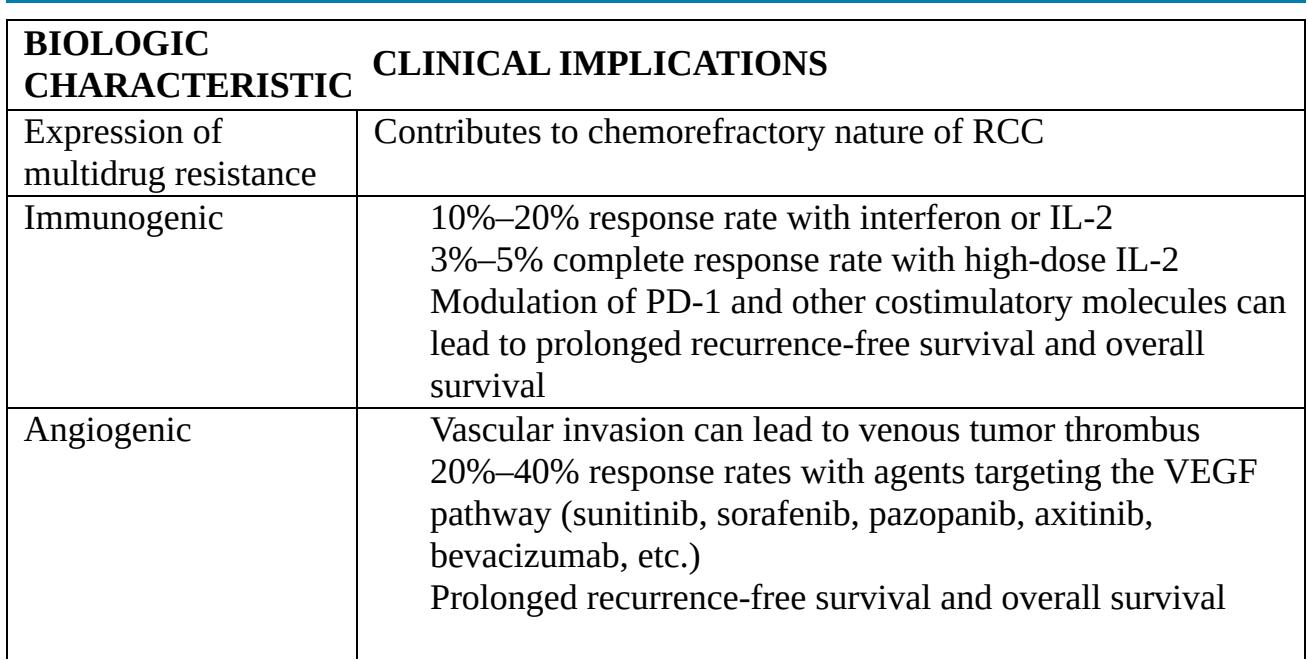 BIOLOGIC
CHARACTERISTIC
CLINICAL IMPLICATIONS
Expression of
multidrug resistance
Contributes to chemorefractory nature of RCC
Immunogenic
10%–20% response rate with interferon or IL-2
3%–5% complete response rate with high-dose IL-2
Modulation of PD-1 and other costimulatory molecules can
lead to prolonged recurrence-free survival and overall
survival
Angiogenic
Vascular invasion can lead to venous tumor thrombus
20%–40% response rates with agents targeting the VEGF
pathway (sunitinib, sorafenib, pazopanib, axitinib,
bevacizumab, etc.)
Prolonged recurrence-free survival and overall survival